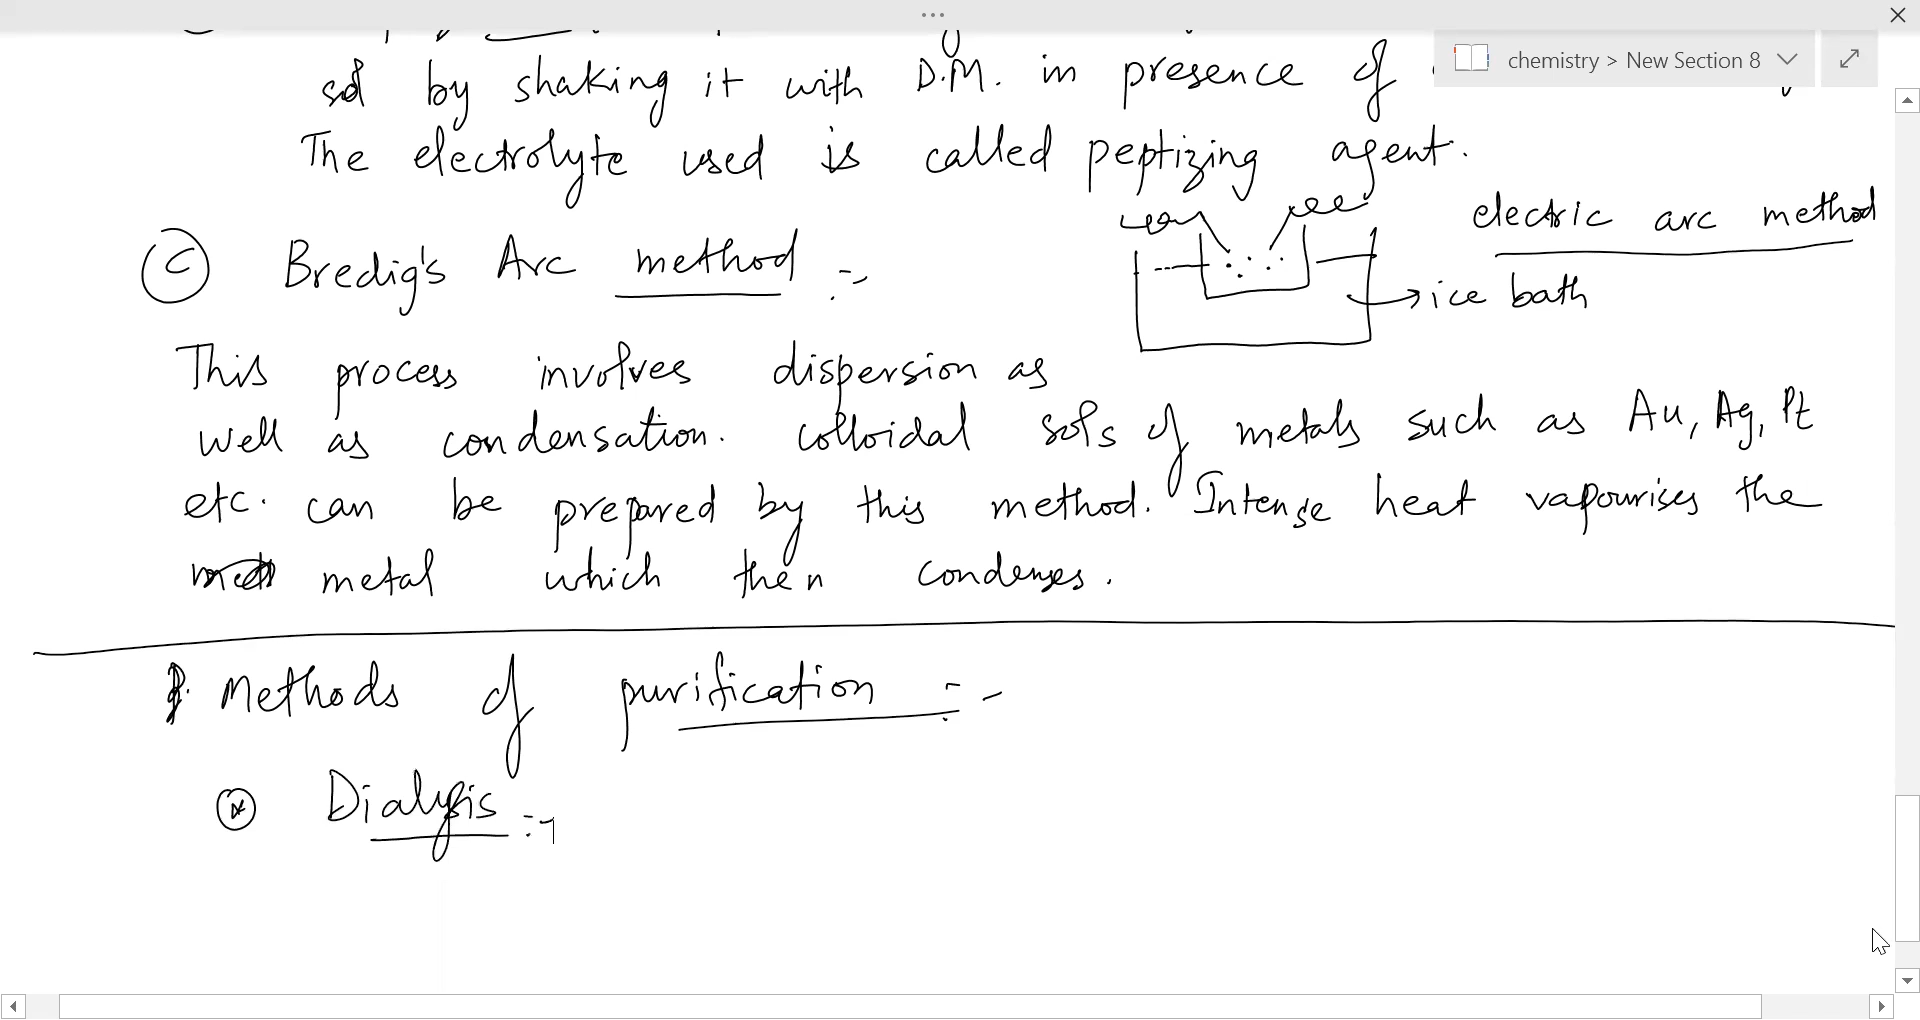 chemistry > New Section 8
sol by shaking it with D.M. in presence of
The electrolyte used is called peptizing agent.
electric arc method
C Bredig's Arc method :-
ice bath
This process involves dispersion as
well as condensation. colloidal sols of metals such as Au, Ag, Pt
etc. can be prepared by this method. Intense heat vapourises the
metal which then condenses.
Methods of purification :-
Dialysis :-